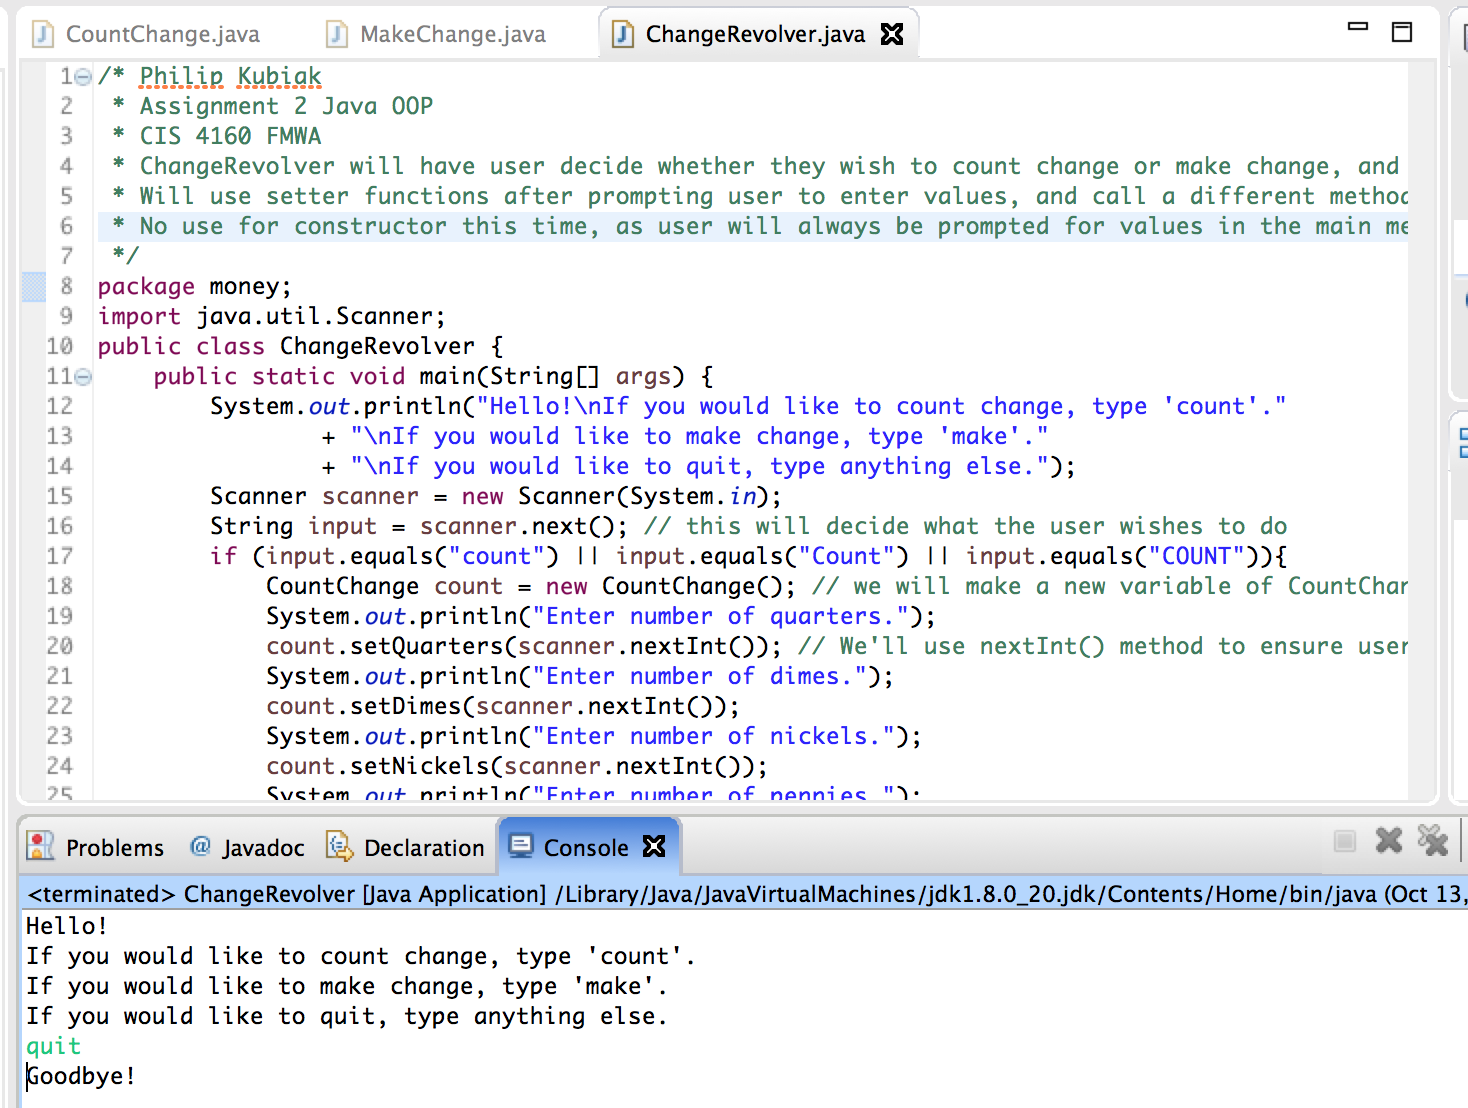 CountChange.java MakeChange.java ChangeRevolver.java
1 /* Philip Kubiak
2 * Assignment 2 Java OOP
3 * CIS 4160 FMWA
4 * ChangeRevolver will have user decide whether they wish to count change or make change, and
5 * Will use setter functions after prompting user to enter values, and call a different metho
6 * No use for constructor this time, as user will always be prompted for values in the main me
7 */
8 package money;
9 import java.util.Scanner;
10 public class ChangeRevolver {
11 public static void main(String[] args) {
12 System.out.println("Hello!\nIf you would like to count change, type 'count'."
13 + "\nIf you would like to make change, type 'make'."
14 + "\nIf you would like to quit, type anything else.");
15 Scanner scanner = new Scanner(System.in);
16 String input = scanner.next(); // this will decide what the user wishes to do
17 if (input.equals("count") || input.equals("Count") || input.equals("COUNT")){
18 CountChange count = new CountChange(); // we will make a new variable of CountChar
19 System.out.println("Enter number of quarters.");
20 count.setQuarters(scanner.nextInt()); // We'll use nextInt() method to ensure user
21 System.out.println("Enter number of dimes.");
22 count.setDimes(scanner.nextInt());
23 System.out.println("Enter number of nickels.");
24 count.setNickels(scanner.nextInt());
25 System.out.println("Enter number of pennies.");
Problems @ Javadoc Declaration Console
<terminated> ChangeRevolver [Java Application] /Library/Java/JavaVirtualMachines/jdk1.8.0_20.jdk/Contents/Home/bin/java (Oct 13,
Hello!
If you would like to count change, type 'count'.
If you would like to make change, type 'make'.
If you would like to quit, type anything else.
quit
Goodbye!